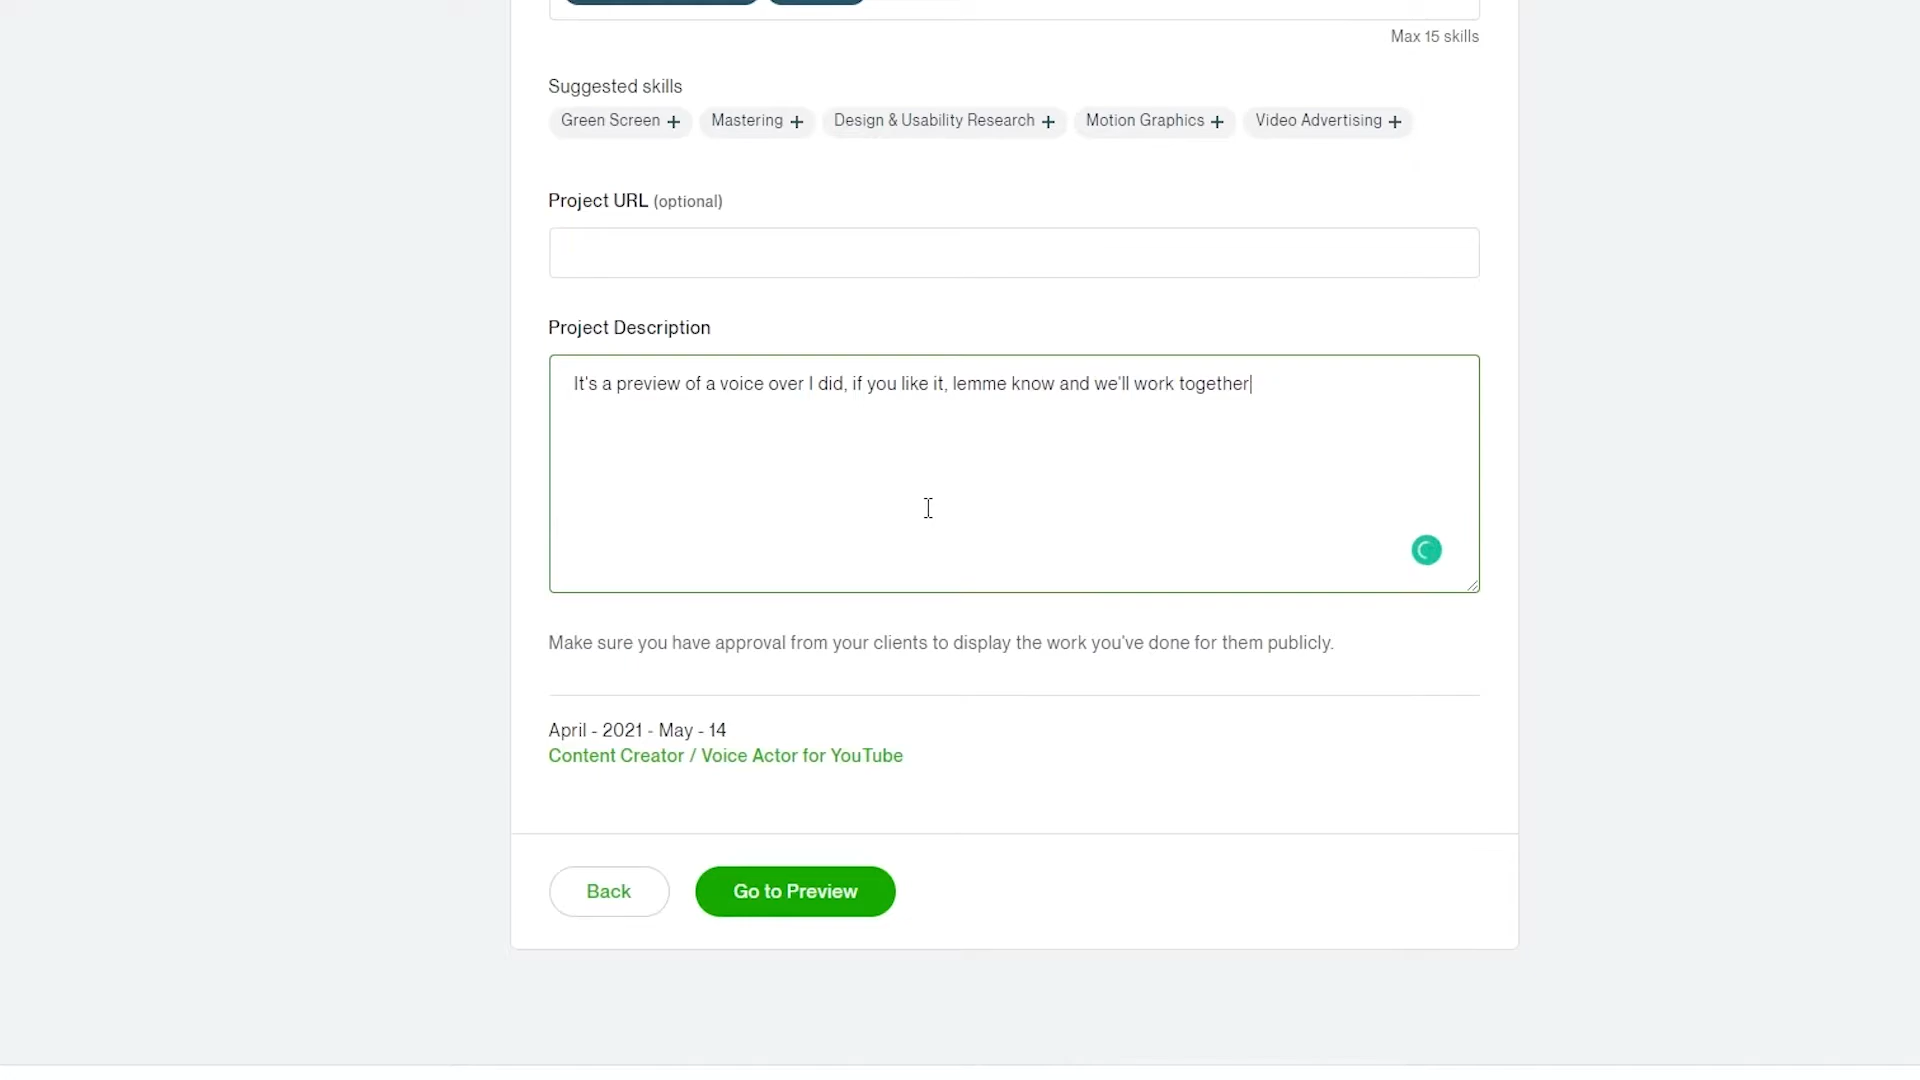 Max 15 skills
Suggested skills
Green Screen + Mastering + Design & Usability Research + Motion Graphics + Video Advertising +
Project URL (optional)
Project Description
It's a preview of a voice over I did, if you like it, lemme know and we'll work together
Make sure you have approval from your clients to display the work you've done for them publicly.
April - 2021 - May - 14
Content Creator / Voice Actor for YouTube
Back Go to Preview